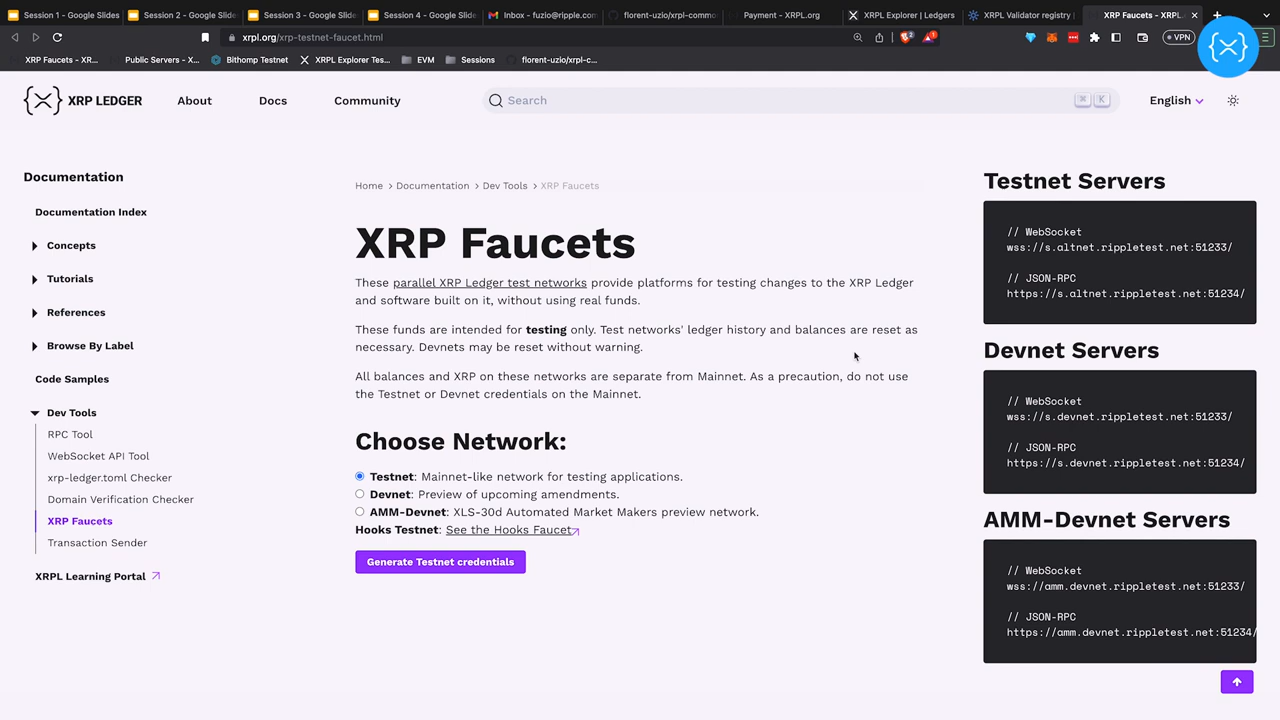 Session 1 - Google Slides
Session 2 - Google Slides
Session 3 - Google Slides
Session 4 - Google Slides
Inbox - fuzio@ripple.com
florent-uzio/xrpl-commo
Payment - XRPL.org
XRPL Explorer | Ledgers
XRPL Validator registry |
XRP Faucets - XRPL.
xrpl.org/xrp-testnet-faucet.html
VPN
XRP Faucets - XR...
Public Servers - X...
Bithomp Testnet
XRPL Explorer Tes...
EVM
Sessions
florent-uzio/xrpl-c...
XRP LEDGER
About
Docs
Community
Search
⌘ K
English
Documentation
Documentation Index
Concepts
Tutorials
References
Browse By Label
Code Samples
Dev Tools
RPC Tool
WebSocket API Tool
xrp-ledger.toml Checker
Domain Verification Checker
XRP Faucets
Transaction Sender
XRPL Learning Portal
Home > Documentation > Dev Tools > XRP Faucets
XRP Faucets
These parallel XRP Ledger test networks provide platforms for testing changes to the XRP Ledger
and software built on it, without using real funds.
These funds are intended for testing only. Test networks' ledger history and balances are reset as
necessary. Devnets may be reset without warning.
All balances and XRP on these networks are separate from Mainnet. As a precaution, do not use
the Testnet or Devnet credentials on the Mainnet.
Choose Network:
Testnet: Mainnet-like network for testing applications.
Devnet: Preview of upcoming amendments.
AMM-Devnet: XLS-30d Automated Market Makers preview network.
Hooks Testnet: See the Hooks Faucet
Generate Testnet credentials
Testnet Servers
// WebSocket
wss://s.altnet.rippletest.net:51233/
// JSON-RPC
https://s.altnet.rippletest.net:51234/
Devnet Servers
// WebSocket
wss://s.devnet.rippletest.net:51233/
// JSON-RPC
https://s.devnet.rippletest.net:51234/
AMM-Devnet Servers
// WebSocket
wss://amm.devnet.rippletest.net:51233/
// JSON-RPC
https://amm.devnet.rippletest.net:51234/